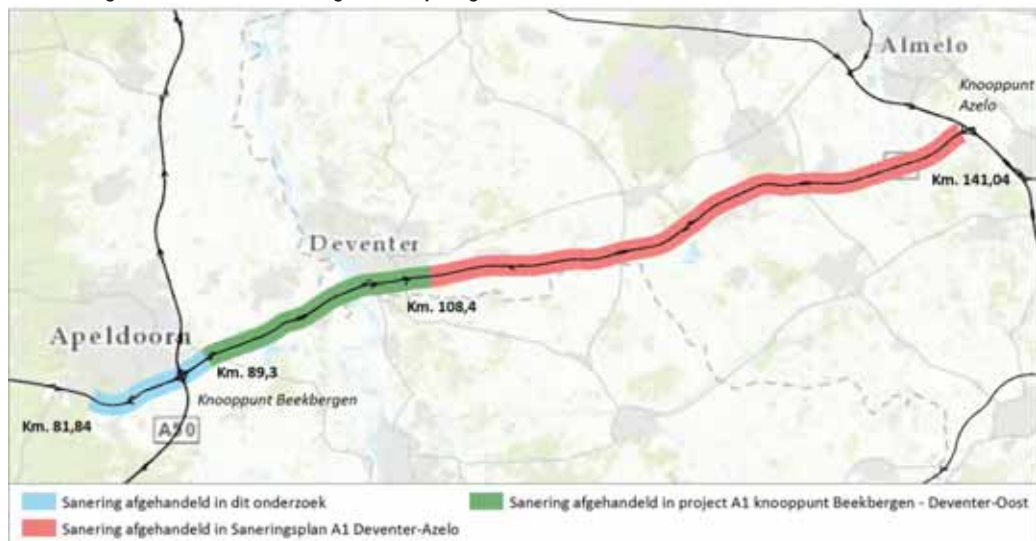 Almelo
Knooppunt
Azelo
Km. 141,04
Deventer
Km. 108,4
Apeldoorn
Km. 89,3
Knooppunt Beekbergen
Km. 81,84
A50
Sanering afgehandeld in dit onderzoek
Sanering afgehandeld in project A1 knooppunt Beekbergen - Deventer-Oost
Sanering afgehandeld in Saneringsplan A1 Deventer-Azelo